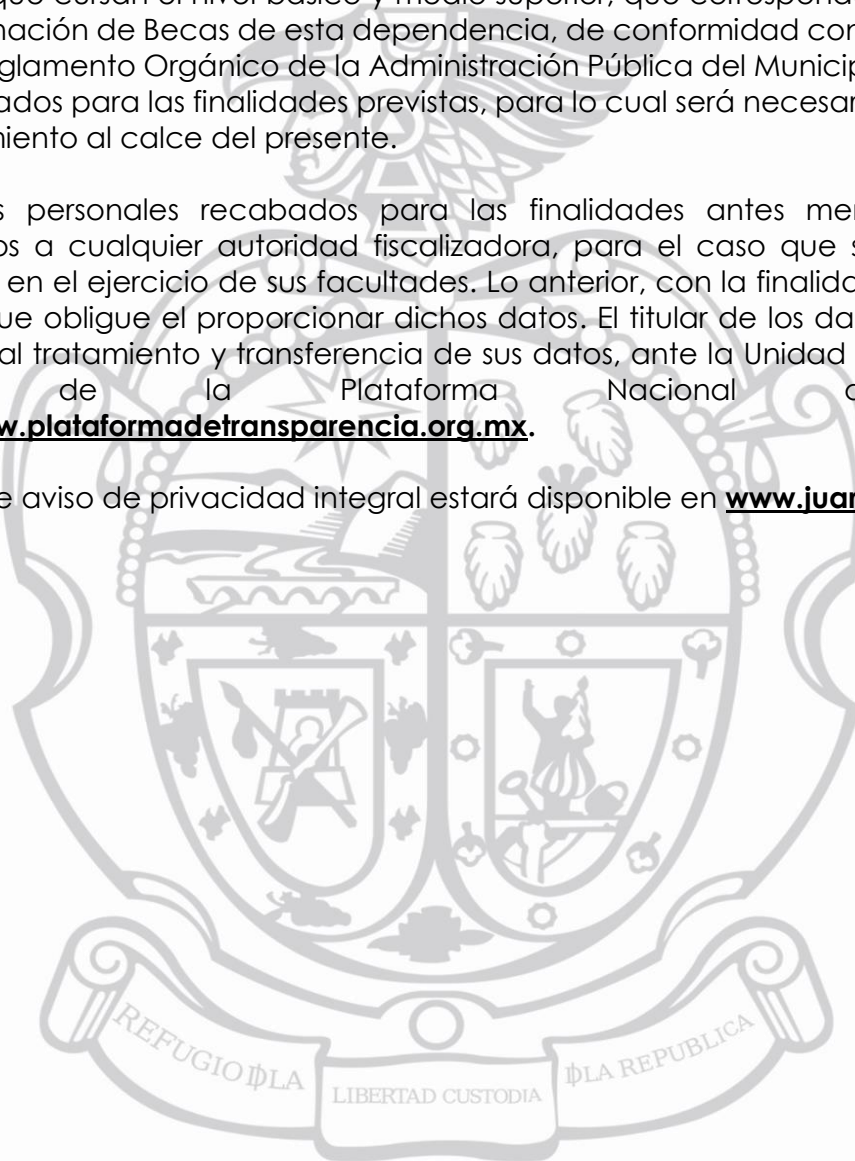 que cursan el nivel básico y medio superior, que correspond
nación de Becas de esta dependencia, de conformidad con
glamento Orgánico de la Administración Pública del Municip
ados para las finalidades previstas, para lo cual será necesar
niento al calce del presente.
s personales recabados para las finalidades antes mer
os a cualquier autoridad fiscalizadora, para el caso que s
en el ejercicio de sus facultades. Lo anterior, con la finalida
ue obligue el proporcionar dichos datos. El titular de los da
al tratamiento y transferencia de sus datos, ante la Unidad
de la Plataforma Nacional d
w.plataformadetransparencia.org.mx.
e aviso de privacidad integral estará disponible en www.juar
REFUGIO DLA
LIBERTAD CUSTODIA
DLA REPUBLICA